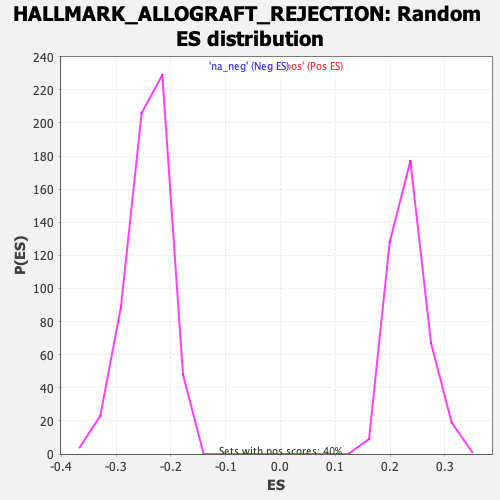 HALLMARK_ALLOGRAFT_REJECTION: Random
ES distribution
240
'na_neg' (Neg ES) pos' (Pos ES)
220
200
180
160
140
120
100
80
60
40
20
Sets with pos scores: 40%
0
-0.4 -0.3 -0.2 -0.1 0.0 0.1 0.2 0.3
P(ES)
ES